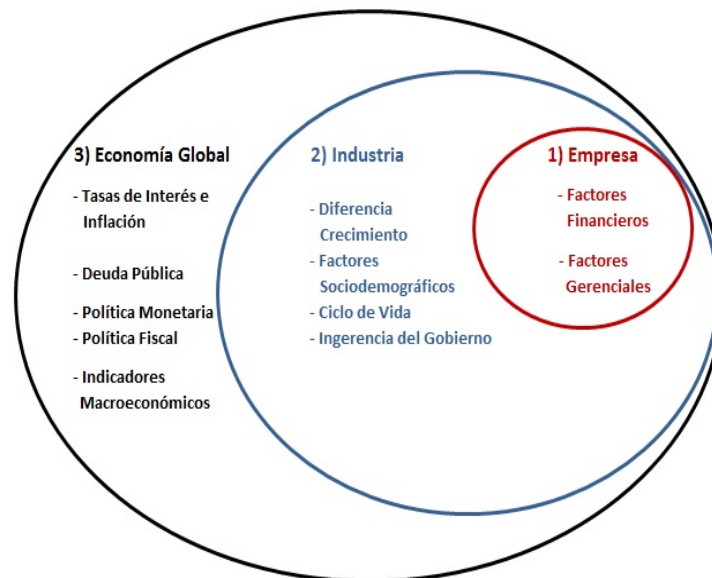 3) Economía Global
- Tasas de Interés e
Inflación
- Deuda Pública
- Política Monetaria
- Política Fiscal
- Indicadores
Macroeconómicos
2) Industria
- Diferencia
Crecimiento
- Factores
Sociodemográficos
- Ciclo de Vida
- Ingerencia del Gobierno
1) Empresa
- Factores
Financieros
- Factores
Gerenciales